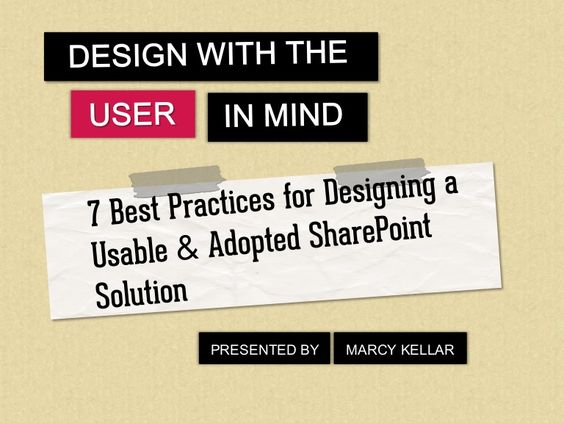 DESIGN WITH THE
USER IN MIND
7 Best Practices for Designing a
Usable & Adopted SharePoint
Solution
PRESENTED BY MARCY KELLAR